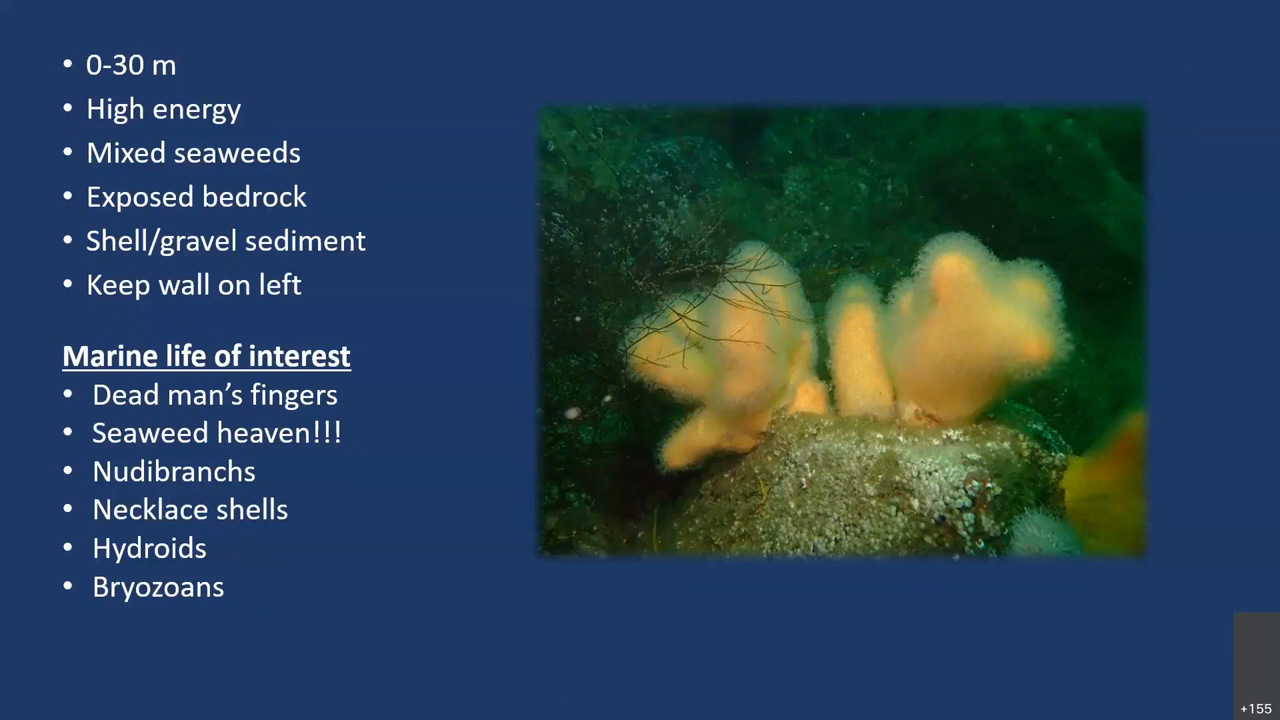 • 0-30 m
• High energy
• Mixed seaweeds
• Exposed bedrock
• Shell/gravel sediment
• Keep wall on left
Marine life of interest
• Dead man’s fingers
• Seaweed heaven!!!
• Nudibranchs
• Necklace shells
• Hydroids
• Bryozoans
+155